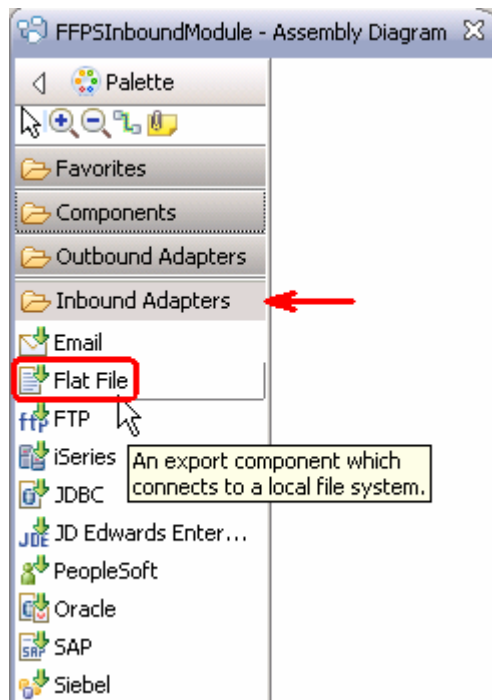 FFPSInboundModule - Assembly Diagram
Palette
Favorites
Components
Outbound Adapters
Inbound Adapters
Email
Flat File
FTP
iSeries
An export component which
connects to a local file system.
JDBC
JD Edwards Enter...
PeopleSoft
Oracle
SAP
Siebel